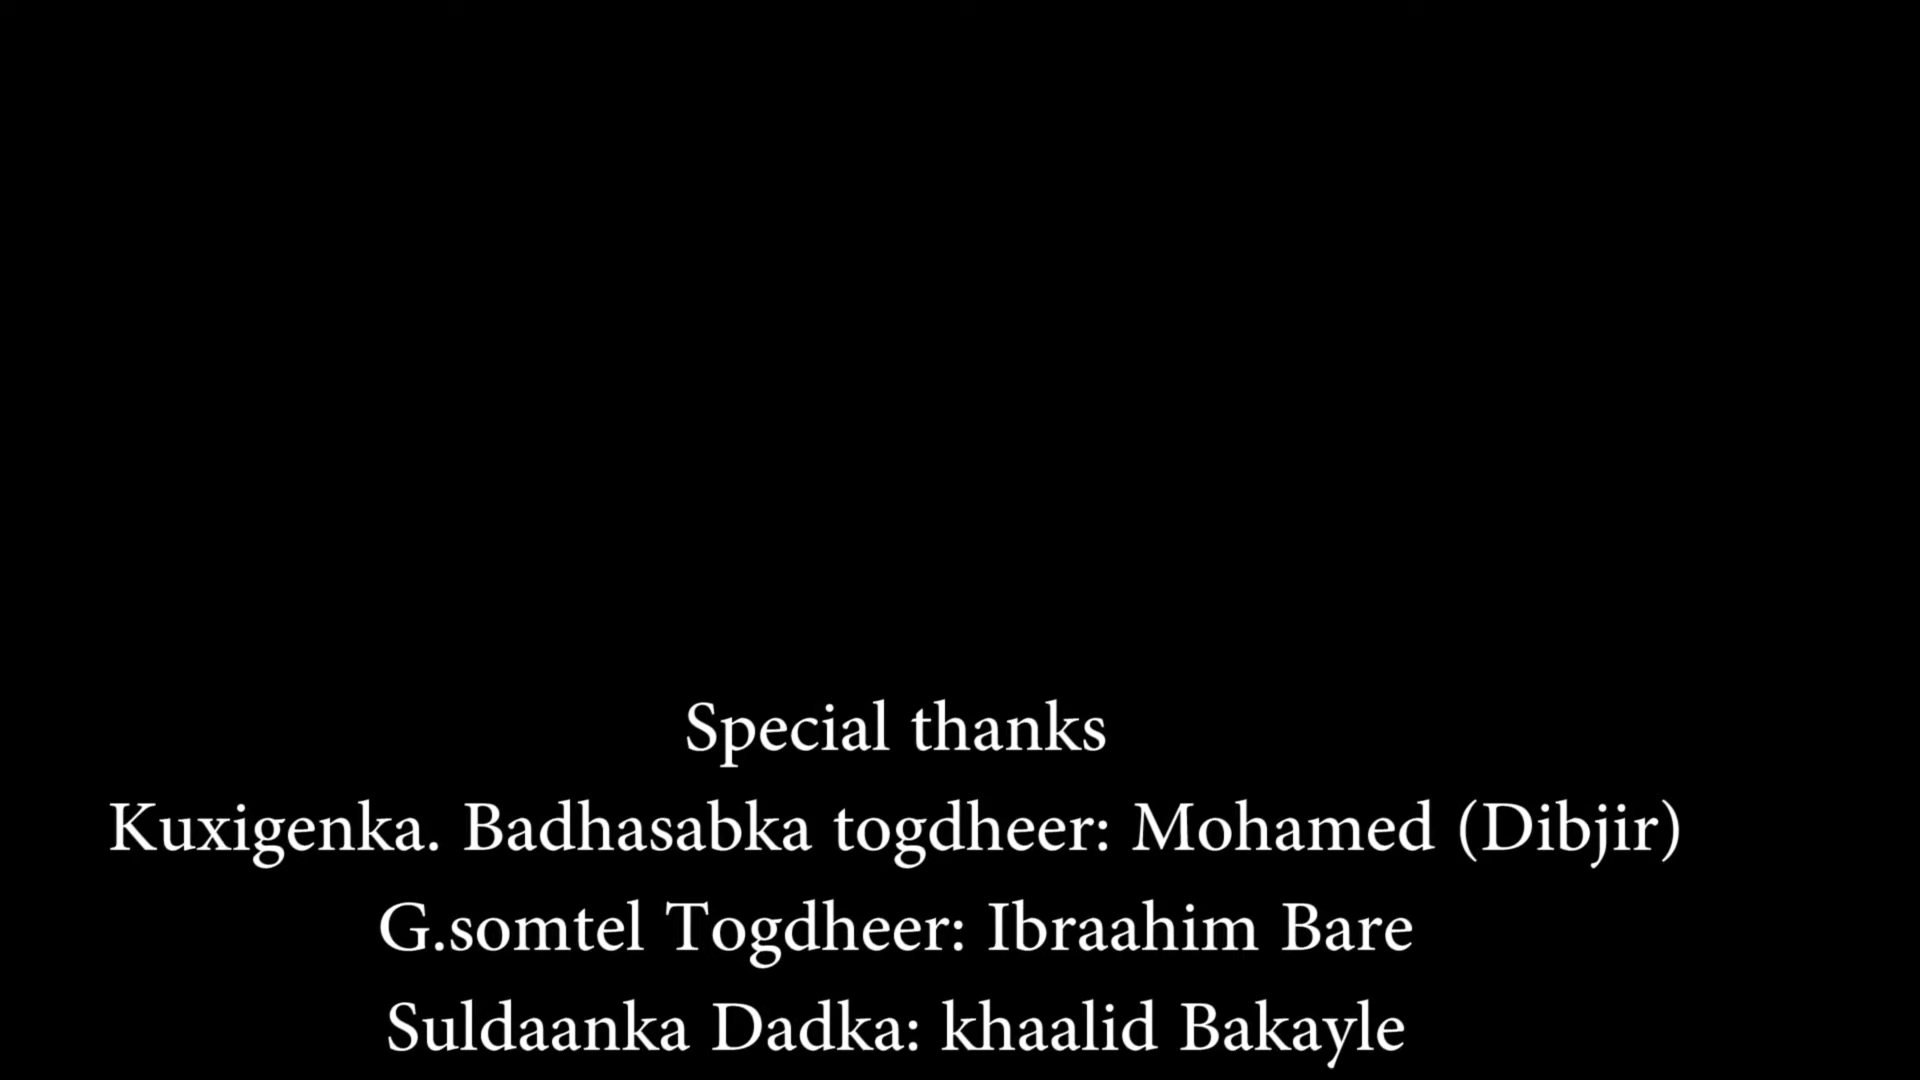 Special thanks
Kuxigenka. Badhasabka togdheer: Mohamed (Dibjir)
G.somtel Togdheer: Ibraahim Bare
Suldaanka Dadka: khaalid Bakayle